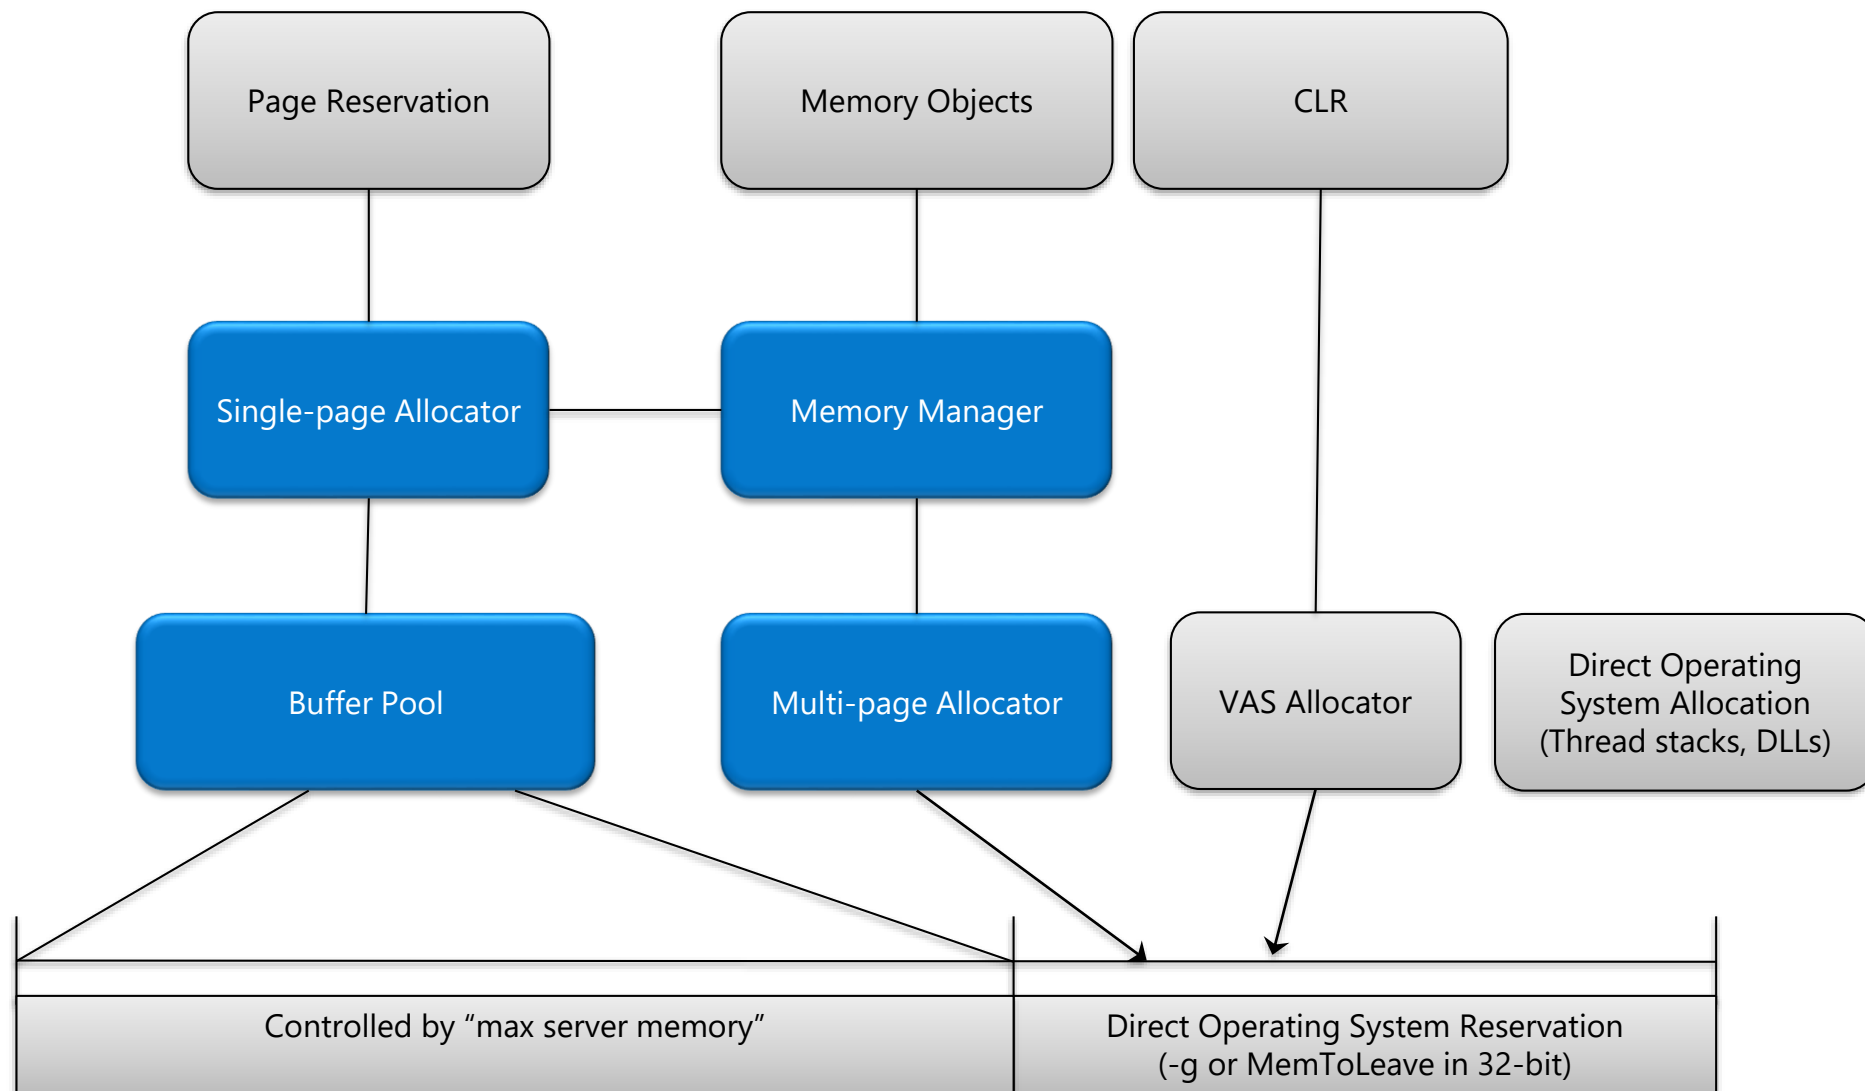 Page Reservation
Memory Objects
CLR
Single-page Allocator
Memory Manager
Buffer Pool
Multi-page Allocator
VAS Allocator
Direct Operating
System Allocation
(Thread stacks, DLLs)
Controlled by “max server memory”
Direct Operating System Reservation
(-g or MemToLeave in 32-bit)